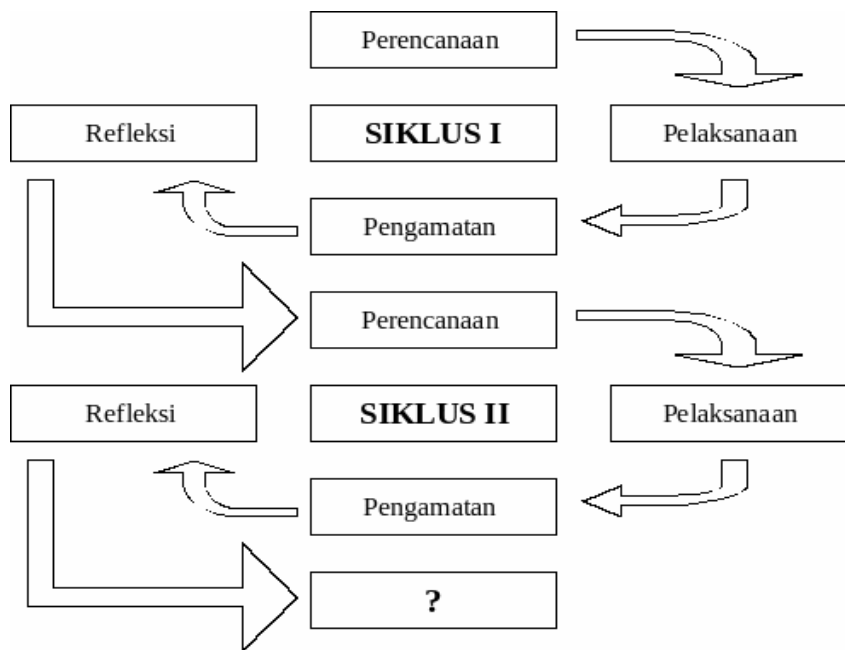 Perencanaan
Refleksi
SIKLUS I
Pelaksanaan
Pengamatan
Perencanaan
Refleksi
SIKLUS II
Pelaksanaan
Pengamatan
?